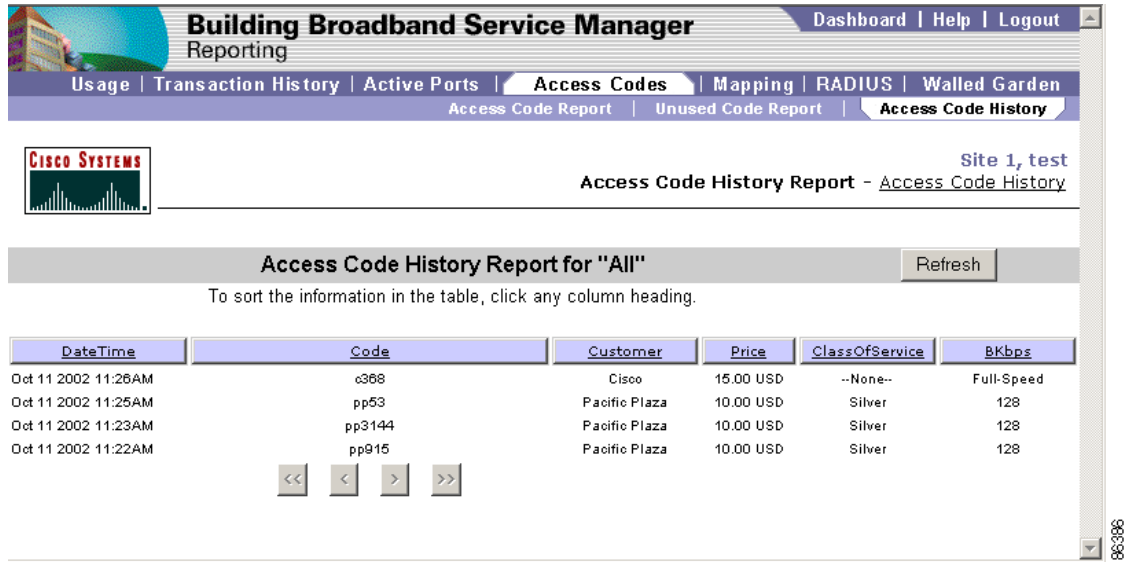 Building Broadband Service Manager
Reporting
Dashboard | Help | Logout
Usage | Transaction History | Active Ports | Access Codes | Mapping | RADIUS | Walled Garden
Access Code Report | Unused Code Report | Access Code History
CISCO SYSTEMS
Site 1, test
Access Code History Report - Access Code History
Access Code History Report for "All"
Refresh
To sort the information in the table, click any column heading.
DateTime Code Customer Price ClassOfService BKbps
Oct 11 2002 11:26AM c368 Cisco 15.00 USD --None-- Full-Speed
Oct 11 2002 11:25AM pp53 Pacific Plaza 10.00 USD Silver 128
Oct 11 2002 11:23AM pp3144 Pacific Plaza 10.00 USD Silver 128
Oct 11 2002 11:22AM pp915 Pacific Plaza 10.00 USD Silver 128
<< < > >>
86386